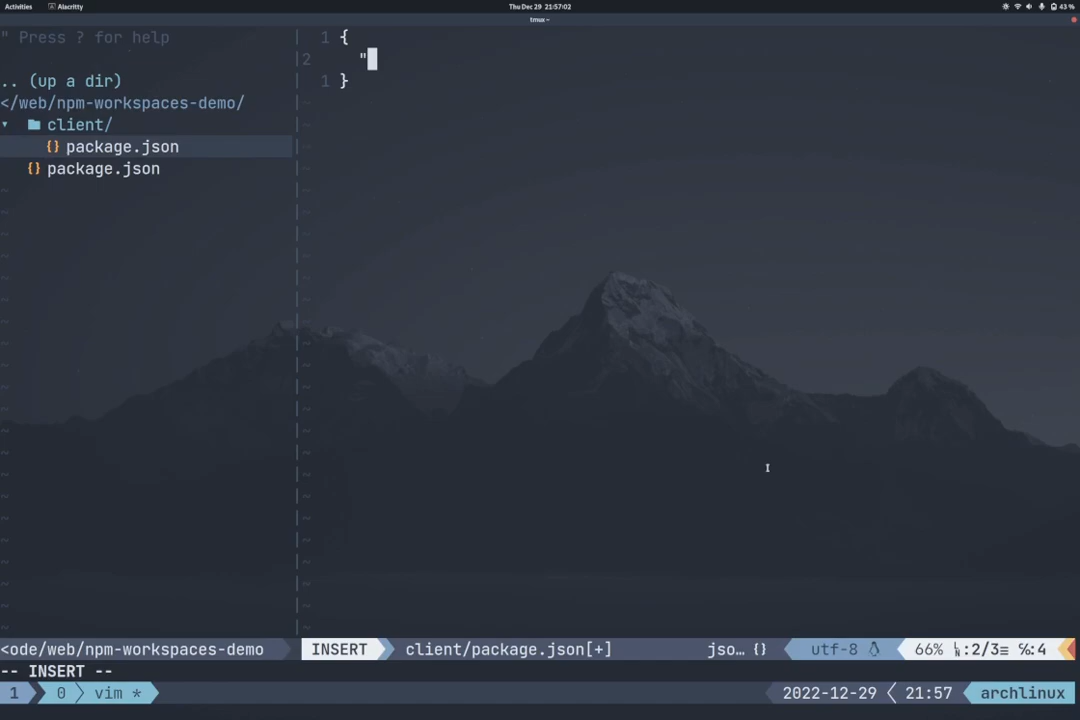 Activities Alacritty Thu Dec 29 21:57:02 43 %
tmux ~
" Press ? for help
.. (up a dir)
</web/npm-workspaces-demo/
▾ client/
{} package.json
{} package.json
1 {
2 "
1 }
<ode/web/npm-workspaces-demo INSERT client/package.json[+] jso… {} utf-8 66% ㏑:2/3≡ ℅:4
-- INSERT --
1 0 vim * 2022-12-29 21:57 archlinux